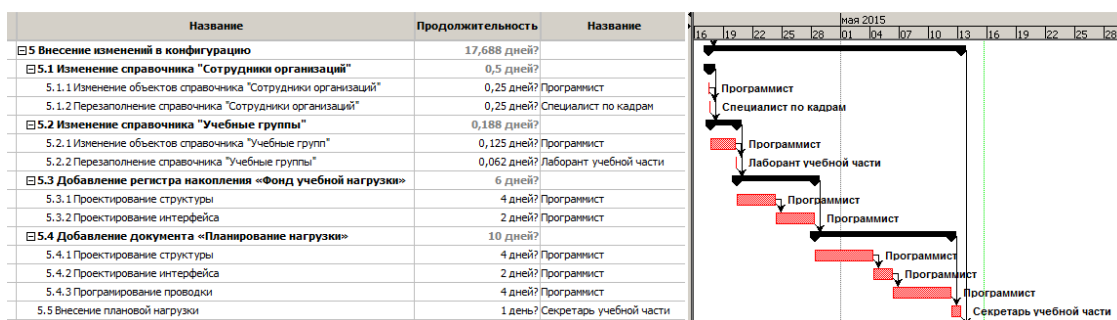 Название Продолжительность Название
5 Внесение изменений в конфигурацию 17,688 дней?
5.1 Изменение справочника "Сотрудники организаций" 0,5 дней?
5.1.1 Изменение объектов справочника "Сотрудники организаций" 0,25 дней? Программист
5.1.2 Перезаполнение справочника "Сотрудники организаций" 0,25 дней? Специалист по кадрам
5.2 Изменение справочника "Учебные группы" 0,188 дней?
5.2.1 Изменение объектов справочника "Учебные групп" 0,125 дней? Программист
5.2.2 Перезаполнение справочника "Учебные группы" 0,062 дней? Лаборант учебной части
5.3 Добавление регистра накопления «Фонд учебной нагрузки» 6 дней?
5.3.1 Проектирование структуры 4 дней? Программист
5.3.2 Проектирование интерфейса 2 дней? Программист
5.4 Добавление документа «Планирование нагрузки» 10 дней?
5.4.1 Проектирование структуры 4 дней? Программист
5.4.2 Проектирование интерфейса 2 дней? Программист
5.4.3 Програмирование проводки 4 дней? Программист
5.5 Внесение плановой нагрузки 1 день? Секретарь учебной части
мая 2015
16 19 22 25 28 01 04 07 10 13 16 19 22 25 28
Программист
Специалист по кадрам
Программист
Лаборант учебной части
Программист
Программист
Программист
Программист
Программист
Секретарь учебной части